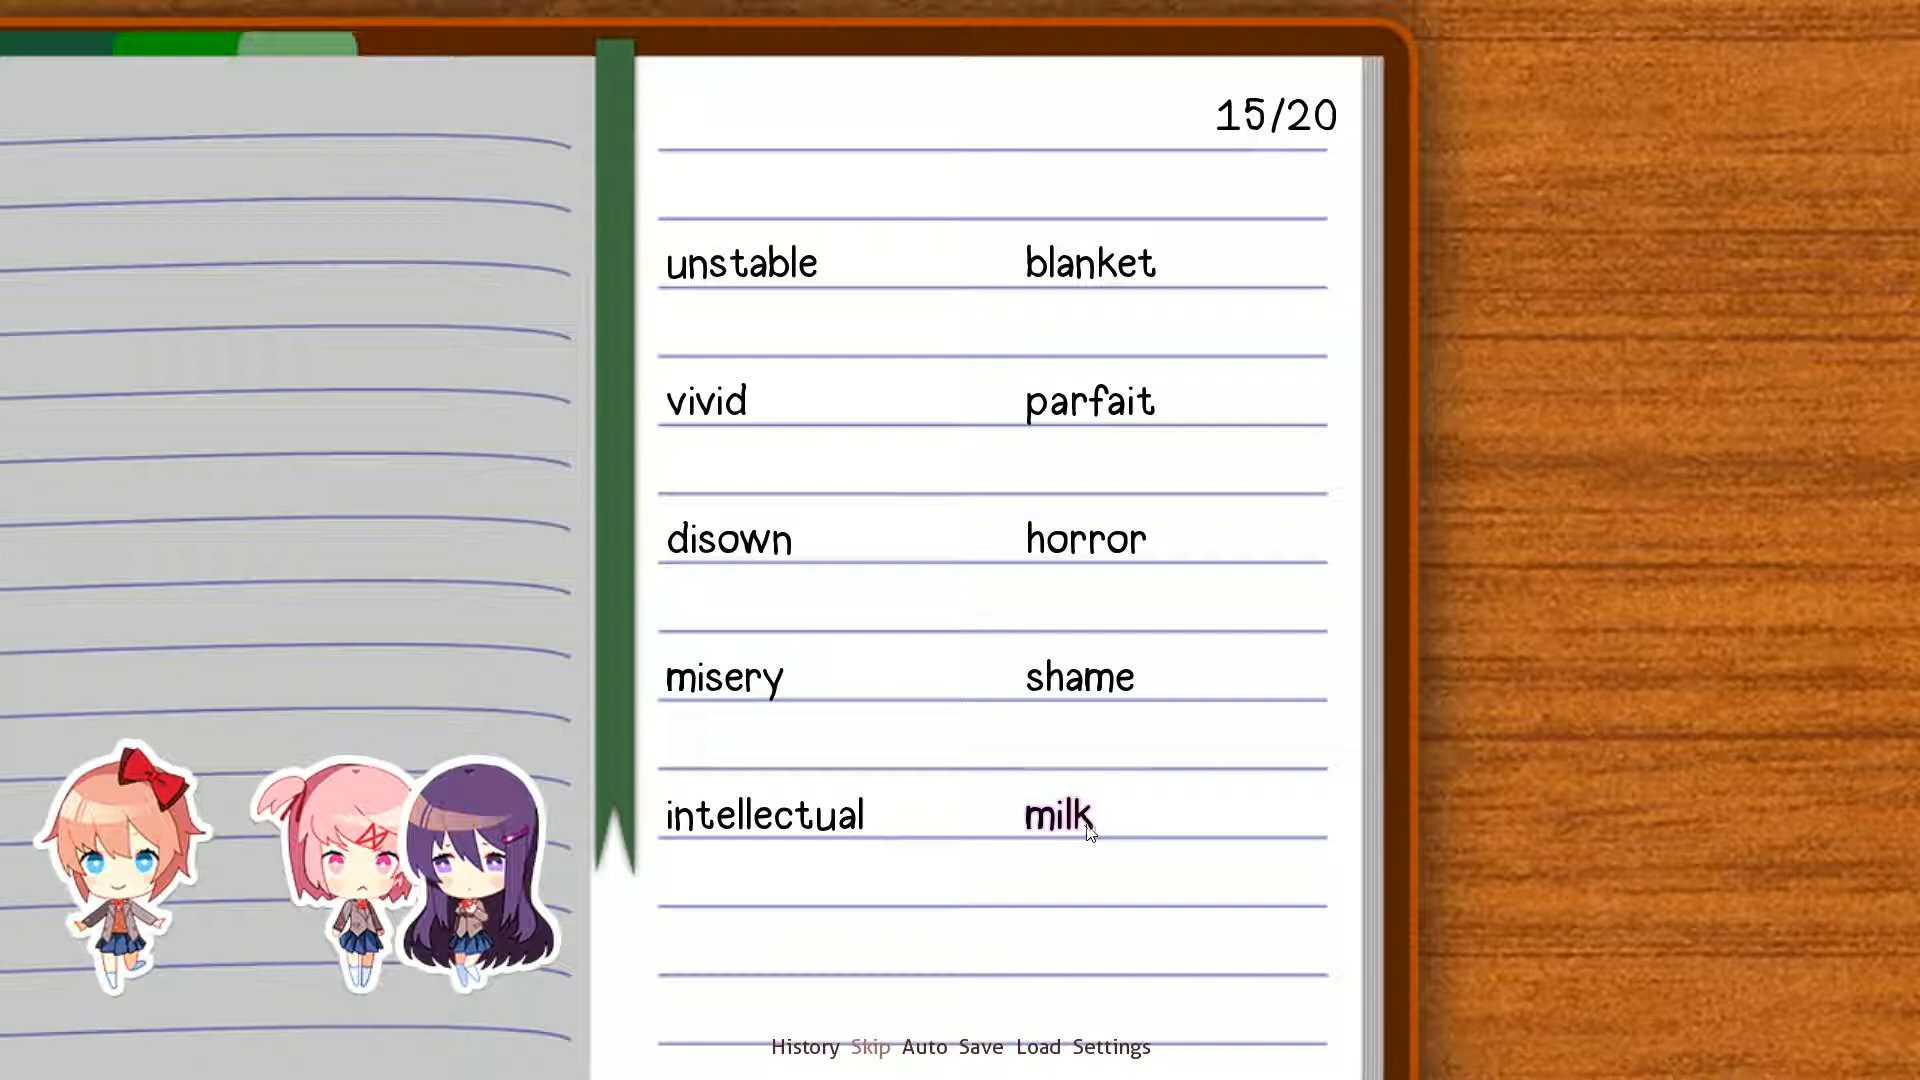 15/20
unstable blanket
vivid parfait
disown horror
misery shame
intellectual milk
History Skip Auto Save Load Settings